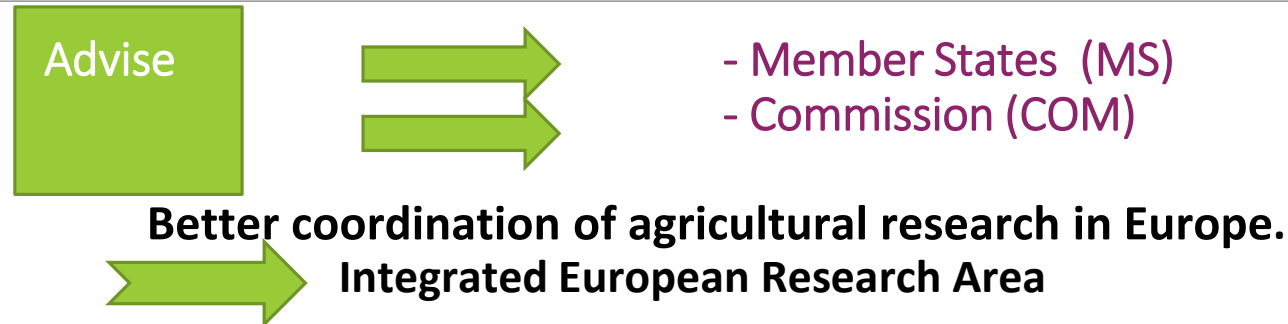 Advise
- Member States (MS)
- Commission (COM)
Better coordination of agricultural research in Europe.
Integrated European Research Area